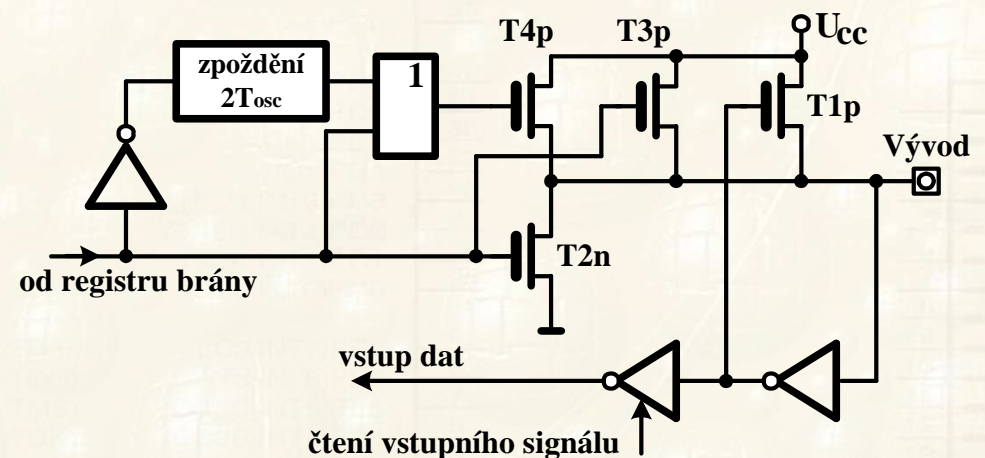 T4p
T3p
Ucc
zpoždění
2Tosc
1
T1p
Vývod
T2n
od registru brány
vstup dat
čtení vstupního signálu